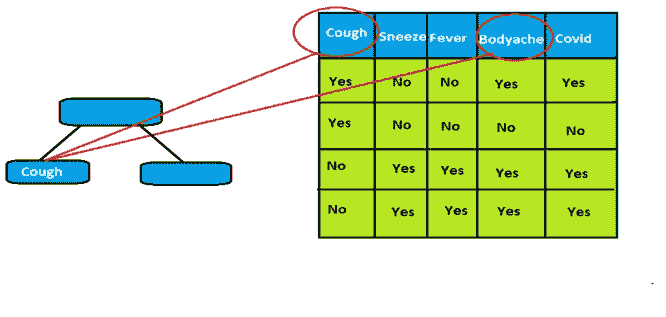 Cough Sneeze Fever Bodyache Covid
Yes No No Yes Yes
Yes No No No No
No Yes Yes Yes Yes
Cough
No Yes Yes Yes Yes